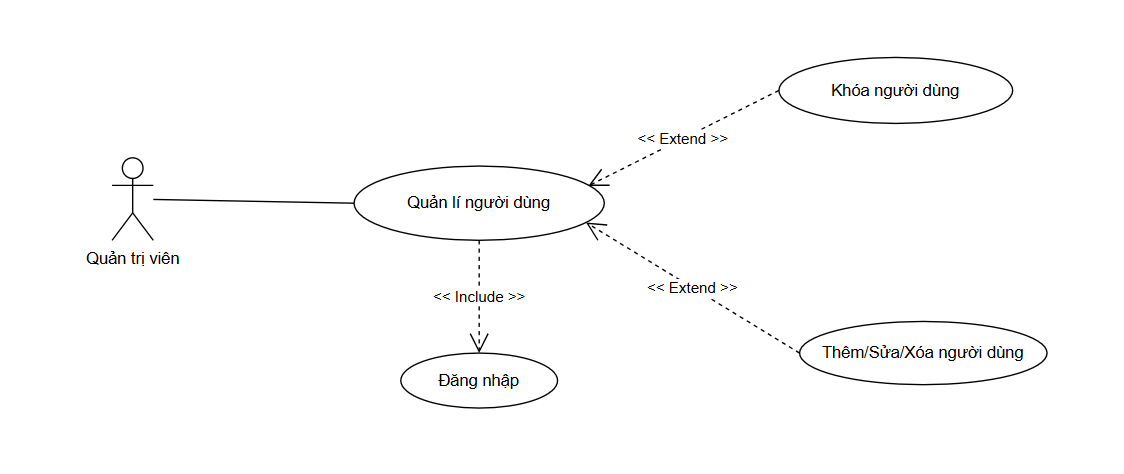 Khóa người dùng
<< Extend >>
Quản lí người dùng
Quản trị viên
<< Extend >>
<< Include >>
Thêm/Sửa/Xóa người dùng
Đăng nhập